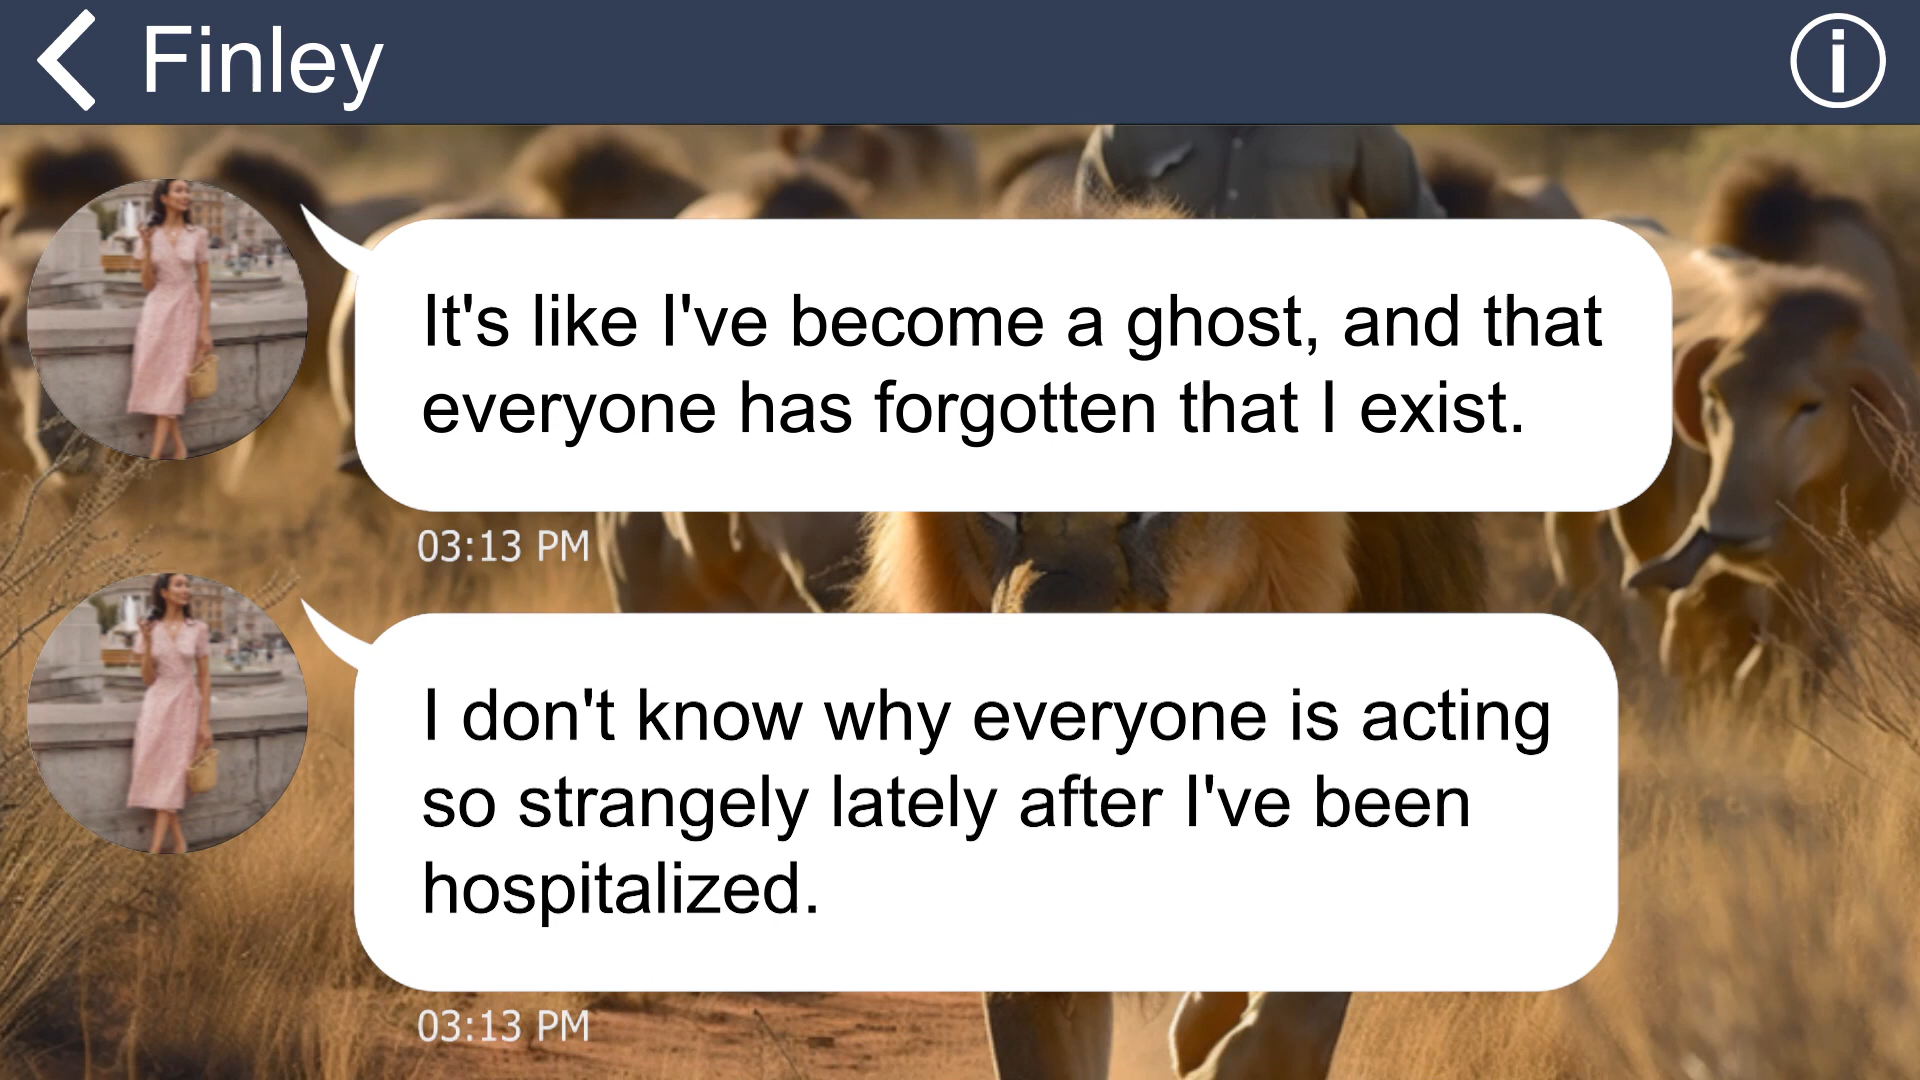 Finley
It's like I've become a ghost, and that
everyone has forgotten that I exist.
03:13 PM
I don't know why everyone is acting
so strangely lately after I've been
hospitalized.
03:13 PM